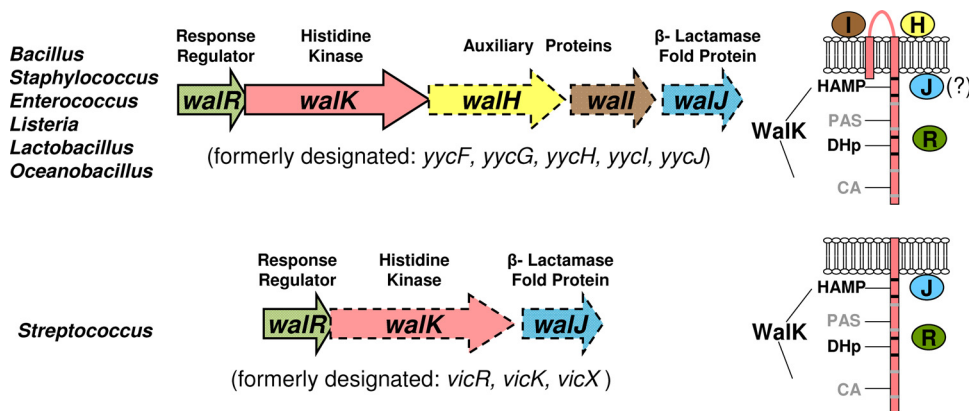 Bacillus
Staphylococcus
Enterococcus
Listeria
Lactobacillus
Oceanobacillus
Response
Regulator
Histidine
Kinase
Auxiliary Proteins
β- Lactamase
Fold Protein
walR
walK
walH
walI
walJ
(formerly designated: yycF, yycG, yycH, yycI, yycJ)
I
H
HAMP
J
(?)
PAS
WalK
R
DHp
CA
Streptococcus
Response
Regulator
Histidine
Kinase
β- Lactamase
Fold Protein
walR
walK
walJ
(formerly designated: vicR, vicK, vicX )
HAMP
J
PAS
WalK
R
DHp
CA